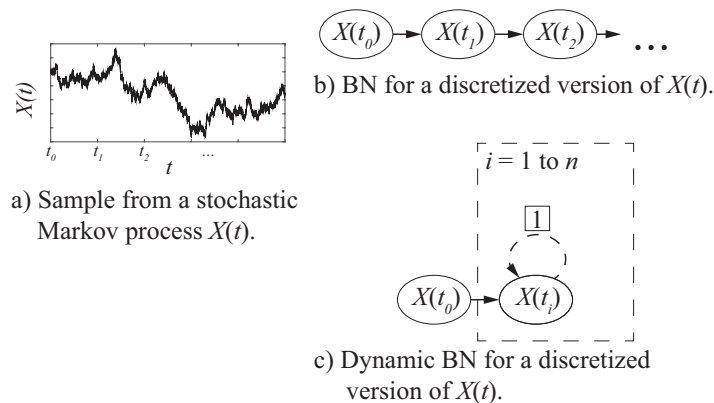 X(t)
t₀ t₁ t₂ ...
t
a) Sample from a stochastic
Markov process X(t).
X(t₀) X(t₁) X(t₂) ...
b) BN for a discretized version of X(t).
i = 1 to n
1
X(t₀) X(tᵢ)
c) Dynamic BN for a discretized
version of X(t).